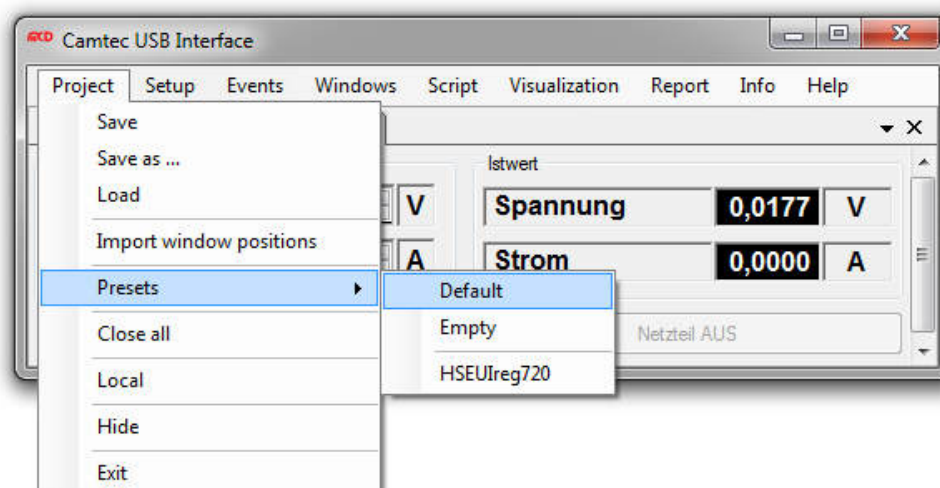 MCD Camtec USB Interface
Project Setup Events Windows Script Visualization Report Info Help
Save
Save as ...
Load
Import window positions
Presets
Close all
Local
Hide
Exit
Default
Empty
HSEUIreg720
V
A
Istwert
Spannung 0,0177 V
Strom 0,0000 A
Netzteil AUS